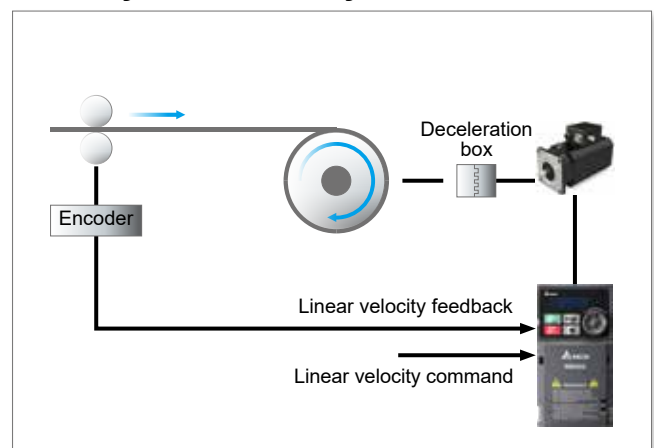 Deceleration
box
Encoder
Linear velocity feedback
Linear velocity command